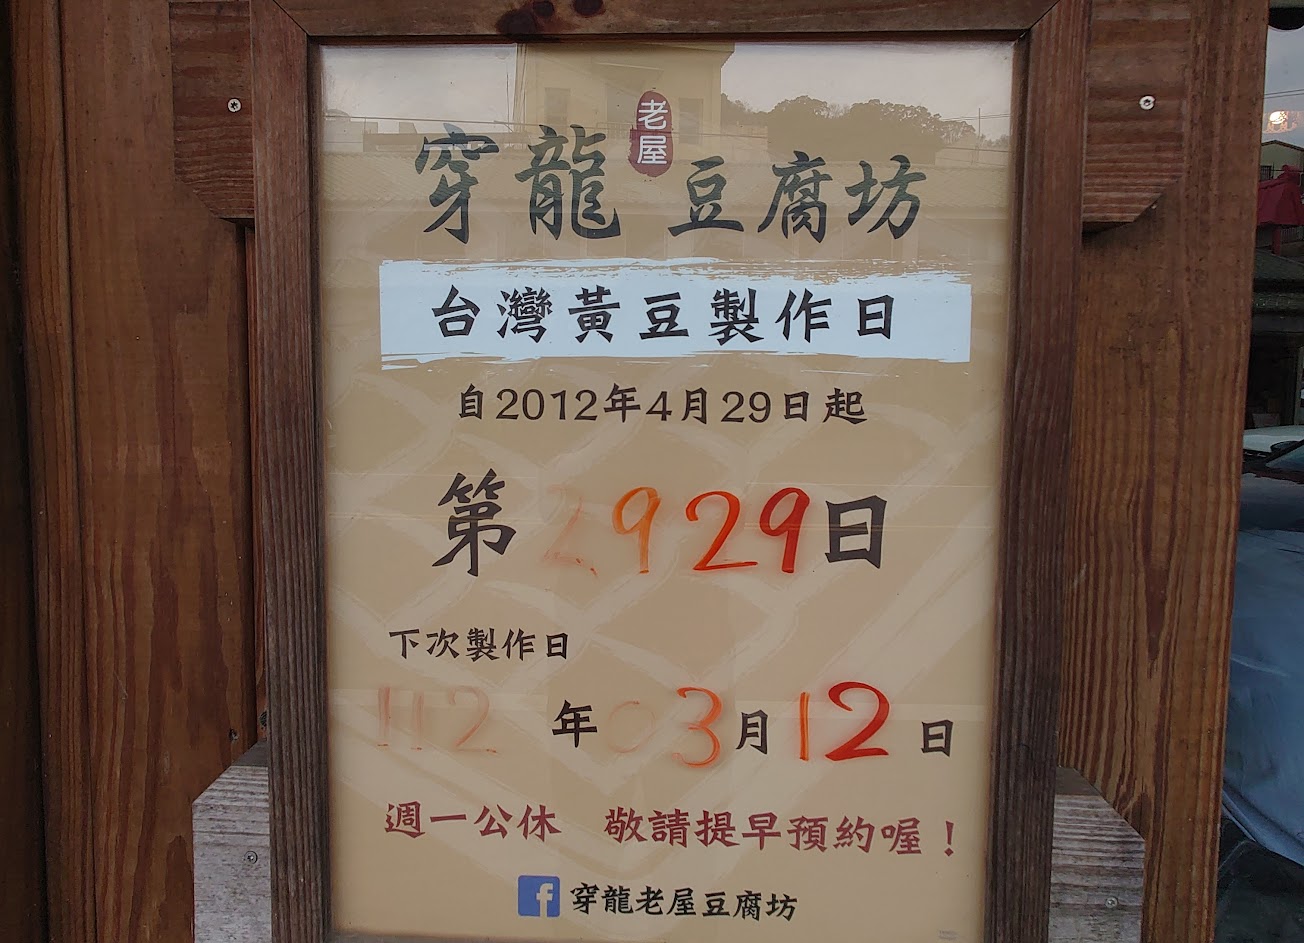 穿龍老屋豆腐坊
台灣黃豆製作日
自2012年4月29日起
第2929日
下次製作日
112年03月12日
週一公休 敬請提早預約喔！
f 穿龍老屋豆腐坊